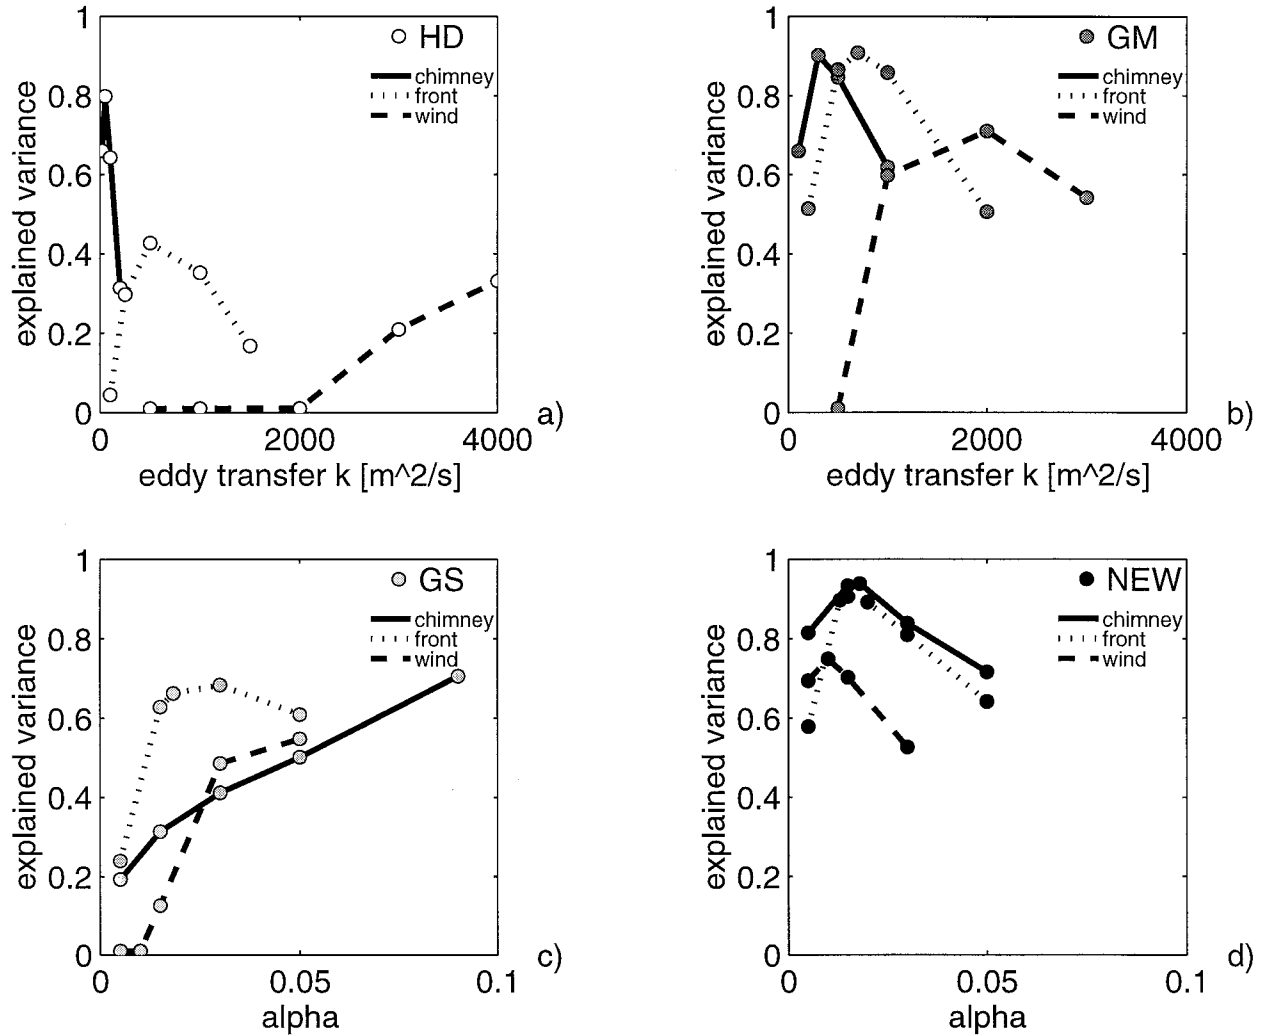 1
0.8
0.6
0.4
0.2
0
explained variance
HD
chimney
front
wind
0 2000 4000
eddy transfer k [m^2/s]
a)
1
0.8
0.6
0.4
0.2
0
explained variance
GM
chimney
front
wind
0 2000 4000
eddy transfer k [m^2/s]
b)
1
0.8
0.6
0.4
0.2
0
explained variance
GS
chimney
front
wind
0 0.05 0.1
alpha
c)
1
0.8
0.6
0.4
0.2
0
explained variance
NEW
chimney
front
wind
0 0.05 0.1
alpha
d)